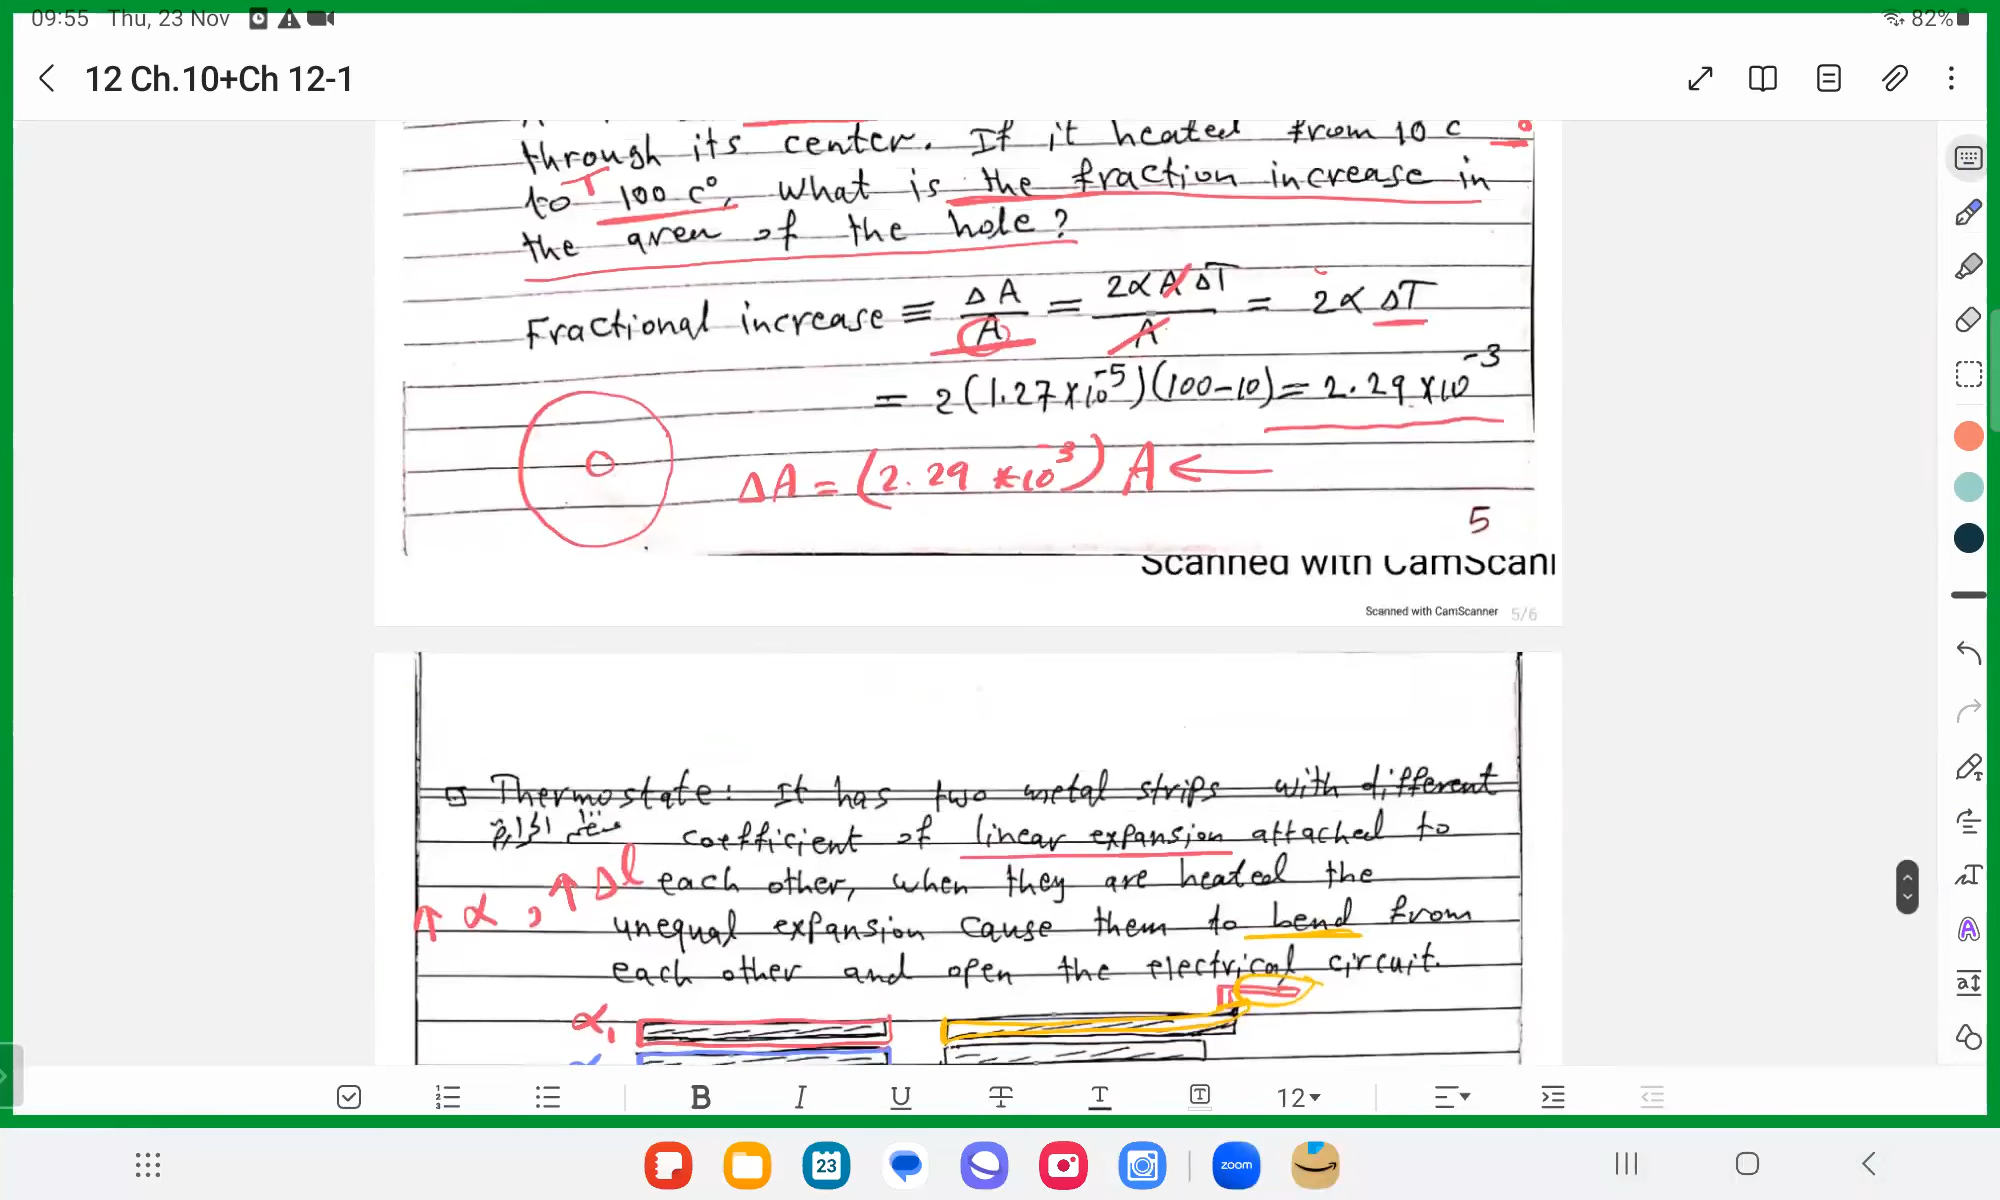 09:55 Thu, 23 Nov
82%
12 Ch.10+Ch 12-1
through its center. If it heated from 10 c°
to 100 c°, what is the fraction increase in
T
the area of the hole?
Fractional increase ≡ ΔA/A = 2αAΔT/A = 2αΔT
= 2(1.27×10⁻⁵)(100-10) = 2.29×10⁻³
ΔA = (2.29*10⁻³) A ←
5
Scanned with CamScan
Scanned with CamScanner 5/6
Thermostate: It has two metal strips with different
coefficient of linear expansion attached to
each other, when they are heated the
↑α, ↑Δl
unequal expansion cause them to bend from
each other and open the electrical circuit.
α₁
B I U T T T 12
23
zoom